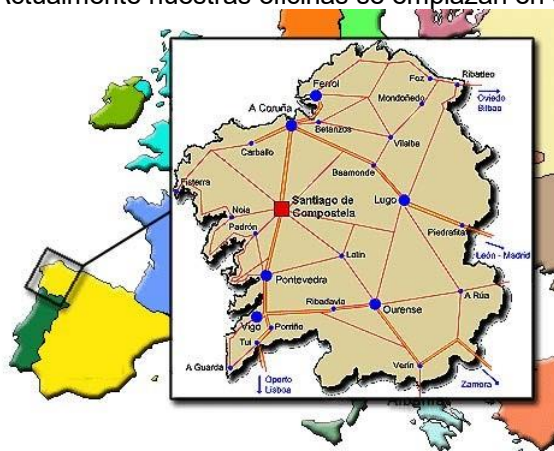 Actualmente nuestras oficinas se emplazan en
Ferrol
Foz
Ribadeo
Mondoñedo
Oviedo
Bilbao
A Coruña
Betanzos
Vilalba
Carballo
Baamonde
Fisterra
Santiago de
Compostela
Lugo
Noia
Padrón
Piedrafita
León - Madrid
Lalín
Pontevedra
A Rúa
Ribadavia
Ourense
Vigo
Porriño
Tui
A Guarda
Verín
Oporto
Lisboa
Zamora